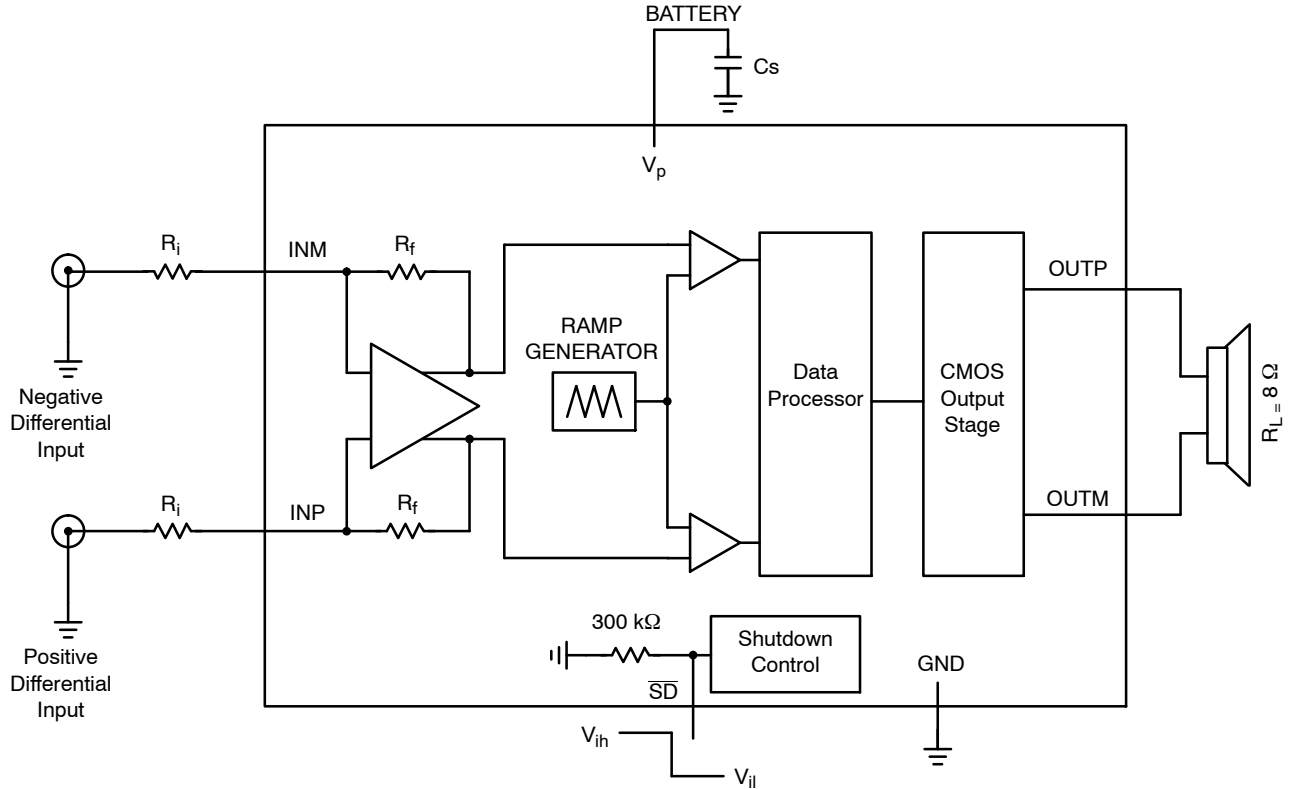 BATTERY
Cs
Vp
Ri
INM
Rf
RAMP
GENERATOR
Negative
Differential
Input
Data
Processor
CMOS
Output
Stage
OUTP
RL = 8 Ω
Ri
INP
Rf
OUTM
Positive
Differential
Input
300 kΩ
SD
Shutdown
Control
GND
Vih
Vil